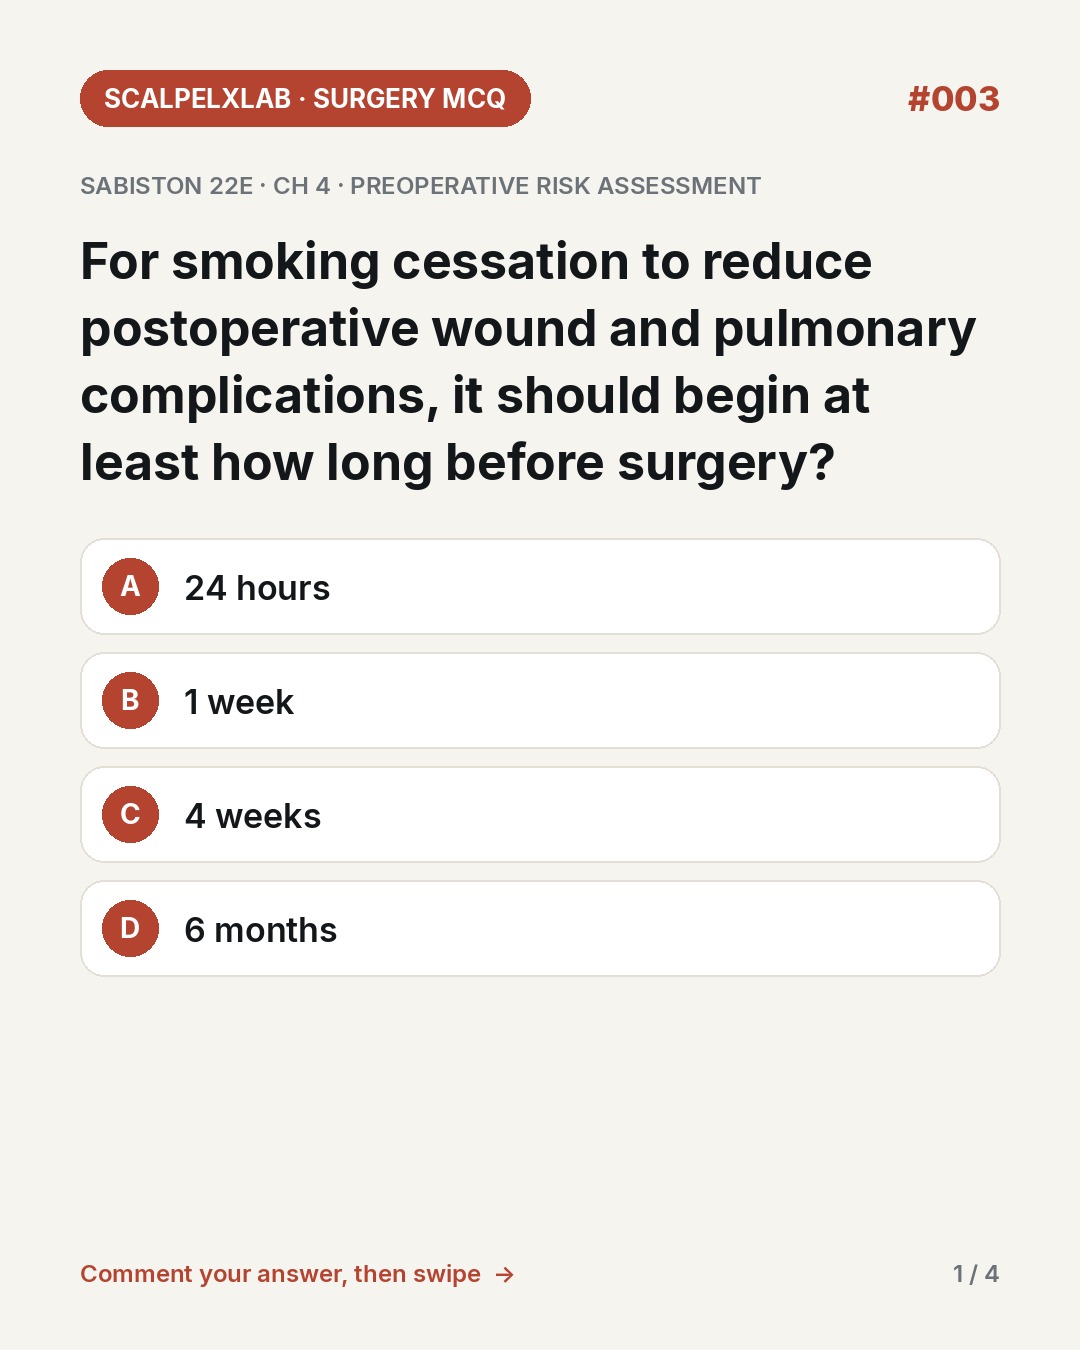 SCALPELXLAB · SURGERY MCQ
#003
SABISTON 22E · CH 4 · PREOPERATIVE RISK ASSESSMENT
For smoking cessation to reduce
postoperative wound and pulmonary
complications, it should begin at
least how long before surgery?
A 24 hours
B 1 week
C 4 weeks
D 6 months
Comment your answer, then swipe →
1 / 4